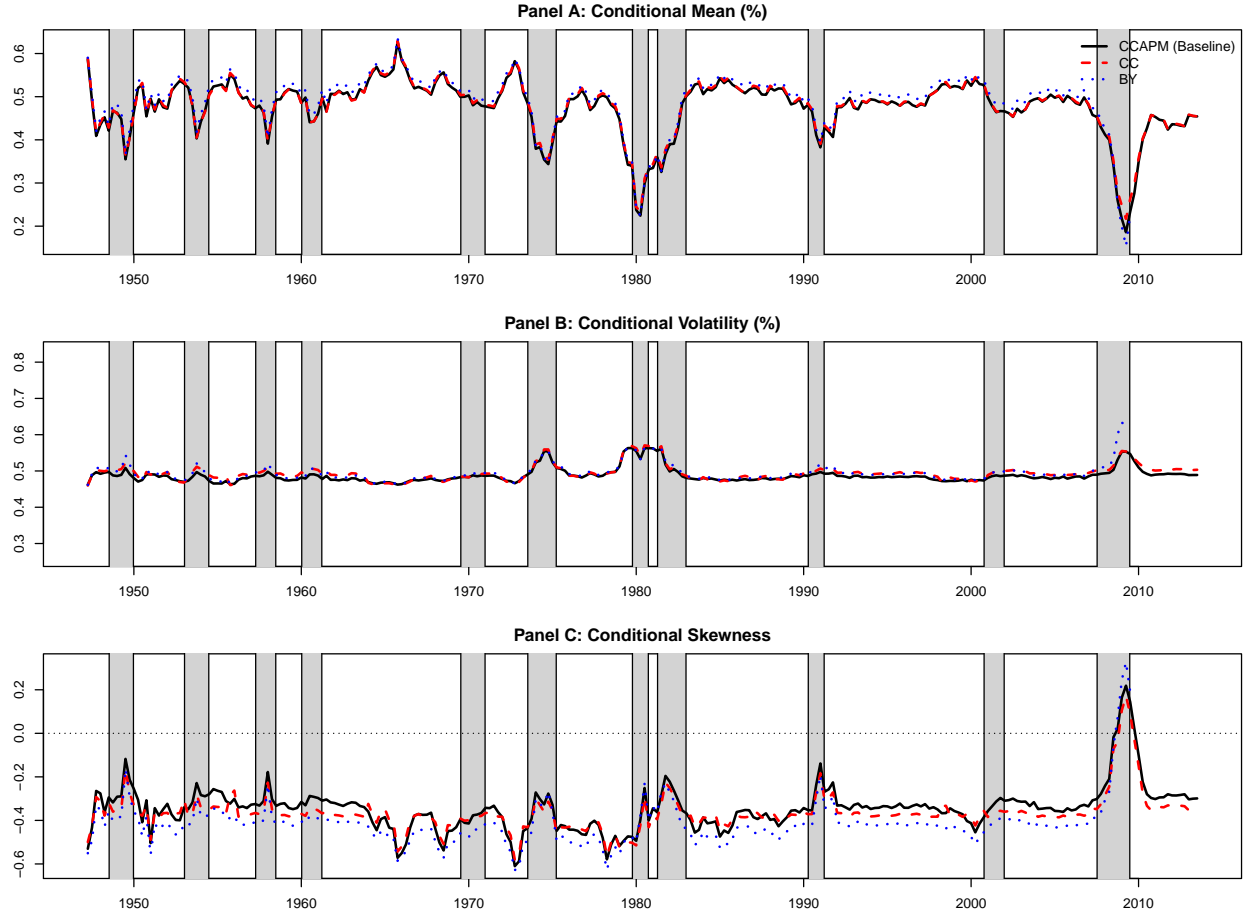 Panel A: Conditional Mean (%)
0.6
0.5
0.4
0.3
0.2
CCAPM (Baseline)
CC
BY
1950 1960 1970 1980 1990 2000 2010
Panel B: Conditional Volatility (%)
0.8
0.7
0.6
0.5
0.4
0.3
1950 1960 1970 1980 1990 2000 2010
Panel C: Conditional Skewness
0.2
0.0
−0.2
−0.4
−0.6
1950 1960 1970 1980 1990 2000 2010